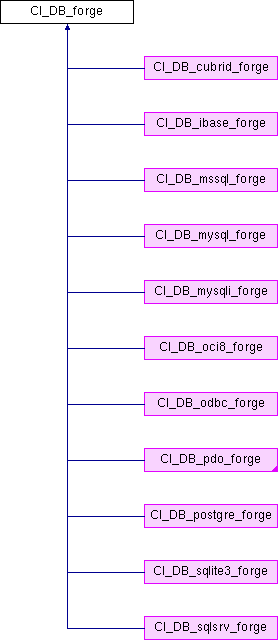 CI_DB_forge
CI_DB_cubrid_forge
CI_DB_ibase_forge
CI_DB_mssql_forge
CI_DB_mysql_forge
CI_DB_mysqli_forge
CI_DB_oci8_forge
CI_DB_odbc_forge
CI_DB_pdo_forge
CI_DB_postgre_forge
CI_DB_sqlite3_forge
CI_DB_sqlsrv_forge